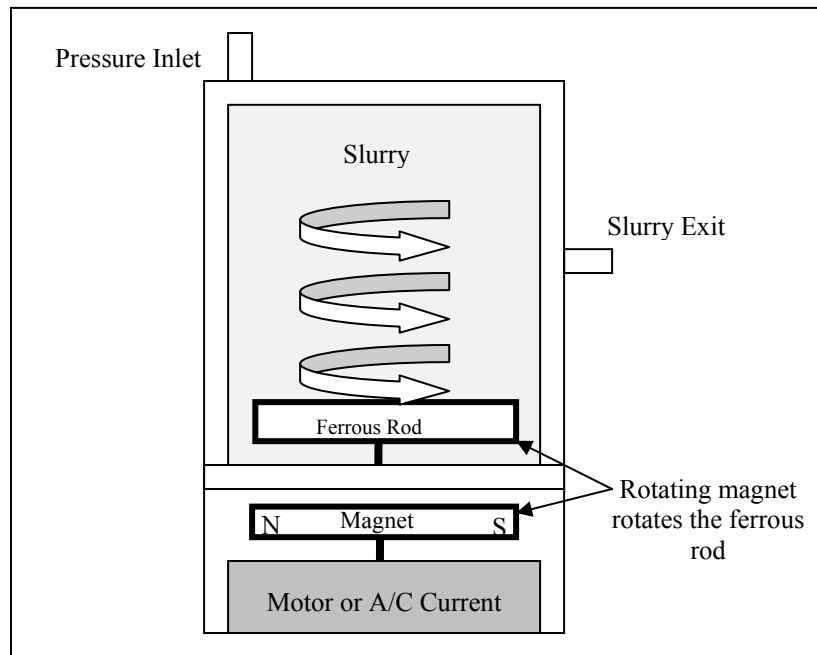 Pressure Inlet
Slurry
Slurry Exit
Ferrous Rod
Rotating magnet
rotates the ferrous
rod
N Magnet S
Motor or A/C Current